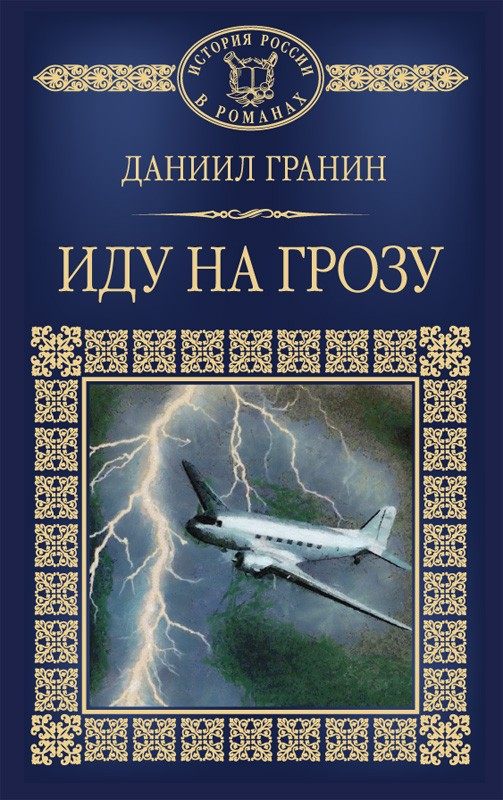 ИСТОРИЯ РОССИИ
В РОМАНАХ
ДАНИИЛ ГРАНИН
ИДУ НА ГРОЗУ